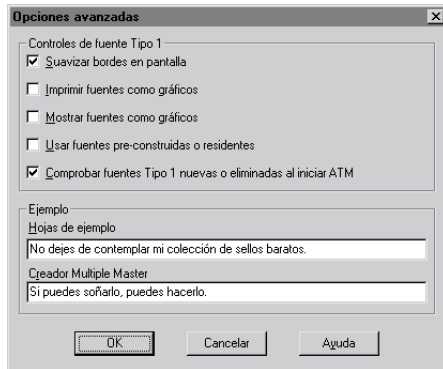 Opciones avanzadas
Controles de fuente Tipo 1
Suavizar bordes en pantalla
Imprimir fuentes como gráficos
Mostrar fuentes como gráficos
Usar fuentes pre-construidas o residentes
Comprobar fuentes Tipo 1 nuevas o eliminadas al iniciar ATM
Ejemplo
Hojas de ejemplo
No dejes de contemplar mi colección de sellos baratos.
Creador Multiple Master
Si puedes soñarlo, puedes hacerlo.
OK Cancelar Ayuda